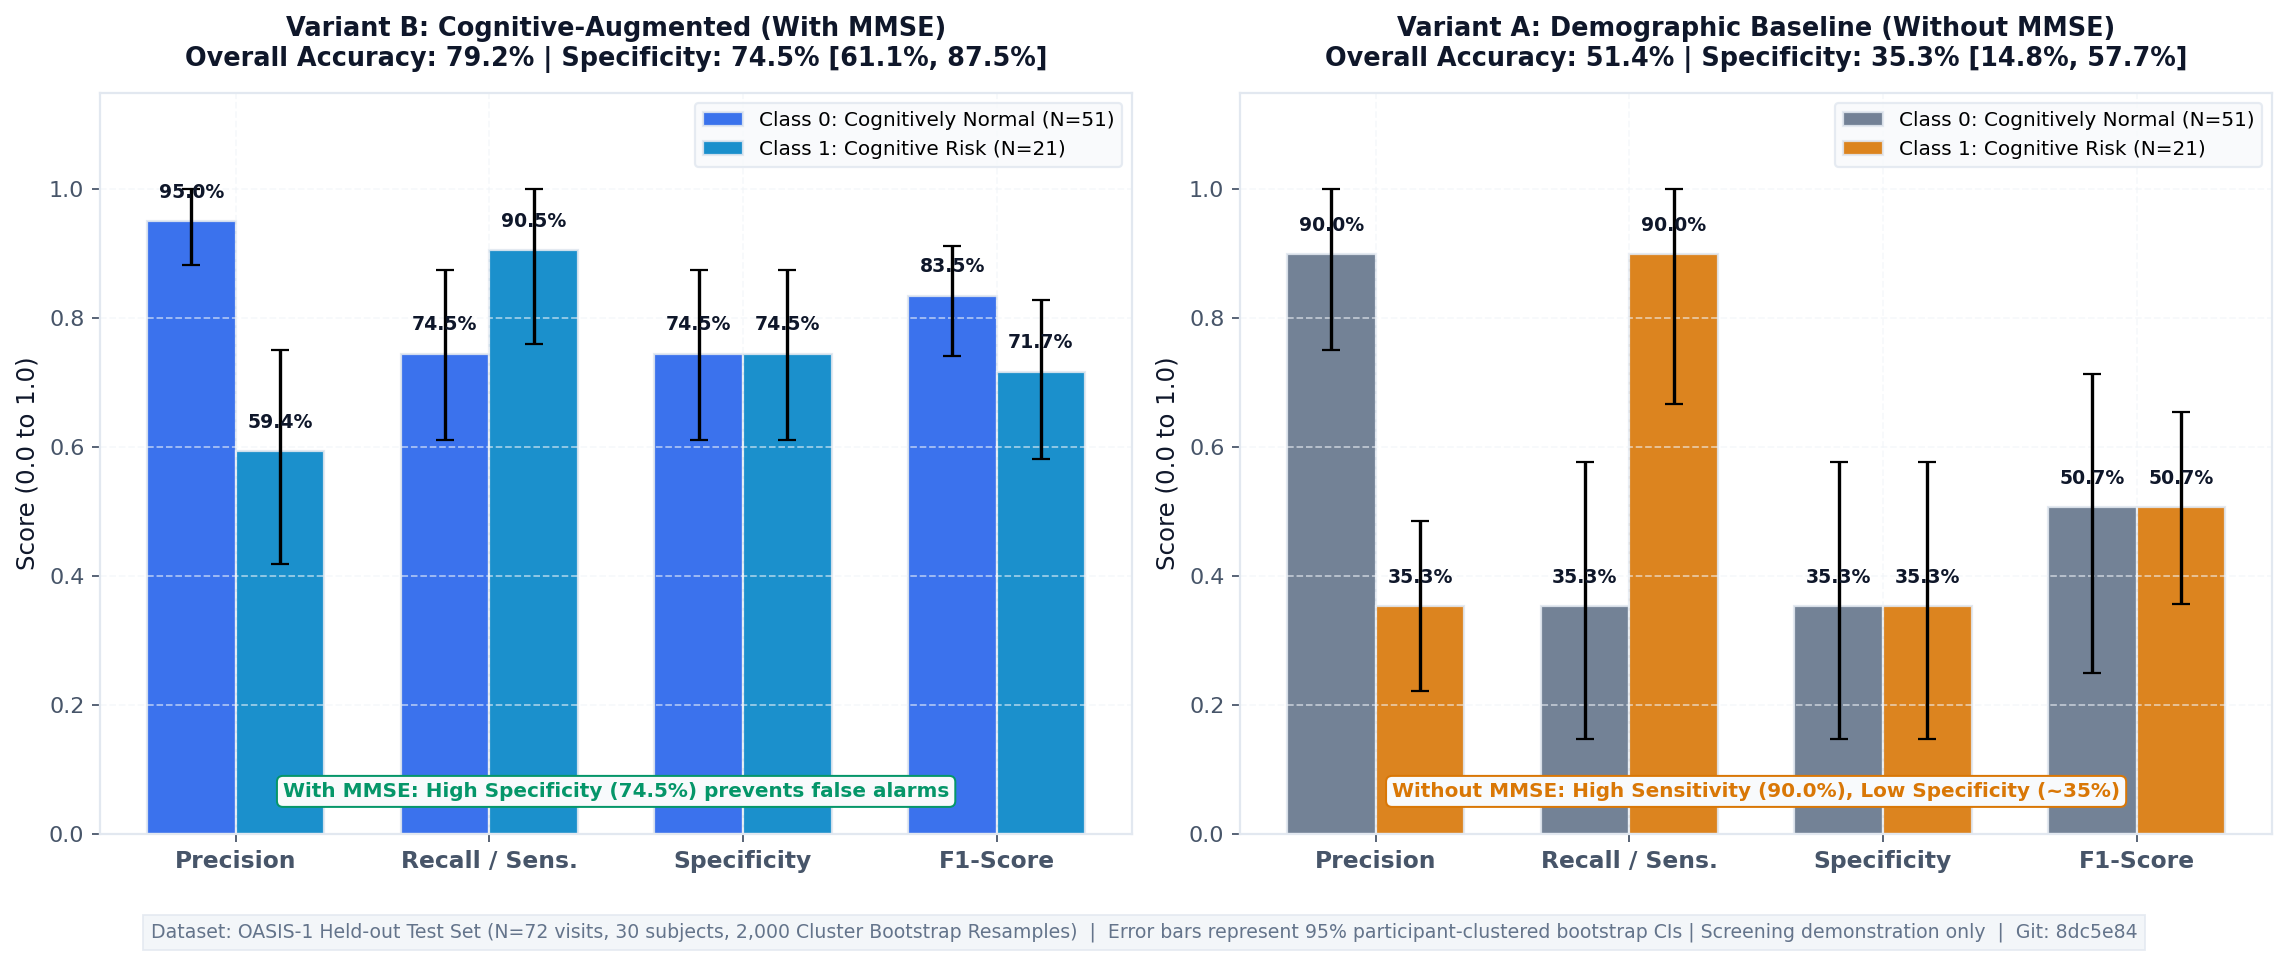 Variant B: Cognitive-Augmented (With MMSE)
Overall Accuracy: 79.2% | Specificity: 74.5% [61.1%, 87.5%]
Class 0: Cognitively Normal (N=51)
Class 1: Cognitive Risk (N=21)
Score (0.0 to 1.0)
1.0
0.8
0.6
0.4
0.2
0.0
95.0%
59.4%
74.5%
90.5%
74.5%
74.5%
83.5%
71.7%
With MMSE: High Specificity (74.5%) prevents false alarms
Precision
Recall / Sens.
Specificity
F1-Score
Variant A: Demographic Baseline (Without MMSE)
Overall Accuracy: 51.4% | Specificity: 35.3% [14.8%, 57.7%]
Class 0: Cognitively Normal (N=51)
Class 1: Cognitive Risk (N=21)
Score (0.0 to 1.0)
1.0
0.8
0.6
0.4
0.2
0.0
90.0%
35.3%
35.3%
90.0%
35.3%
35.3%
50.7%
50.7%
Without MMSE: High Sensitivity (90.0%), Low Specificity (~35%)
Precision
Recall / Sens.
Specificity
F1-Score
Dataset: OASIS-1 Held-out Test Set (N=72 visits, 30 subjects, 2,000 Cluster Bootstrap Resamples) | Error bars represent 95% participant-clustered bootstrap CIs | Screening demonstration only | Git: 8dc5e84